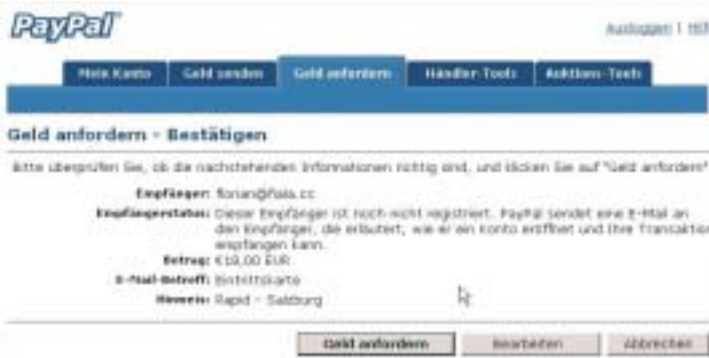 PayPal
Ausloggen | Hilf
Mein Konto Geld senden Geld anfordern Händler-Tools Auktions-Tools
Geld anfordern - Bestätigen
Bitte überprüfen Sie, ob die nachstehenden Informationen richtig sind, und klicken Sie auf "Geld anfordern"
Empfänger: florian@fiala.cc
Empfängerstatus: Dieser Empfänger ist noch nicht registriert. PayPal sendet eine E-Mail an
den Empfänger, die erläutert, wie er ein Konto eröffnet und Ihre Transaktion
empfangen kann.
Betrag: €18,00 EUR
E-Mail-Betreff: Eintrittskarte
Hinweis: Rapid - Salzburg
Geld anfordern Bearbeiten Abbrechen